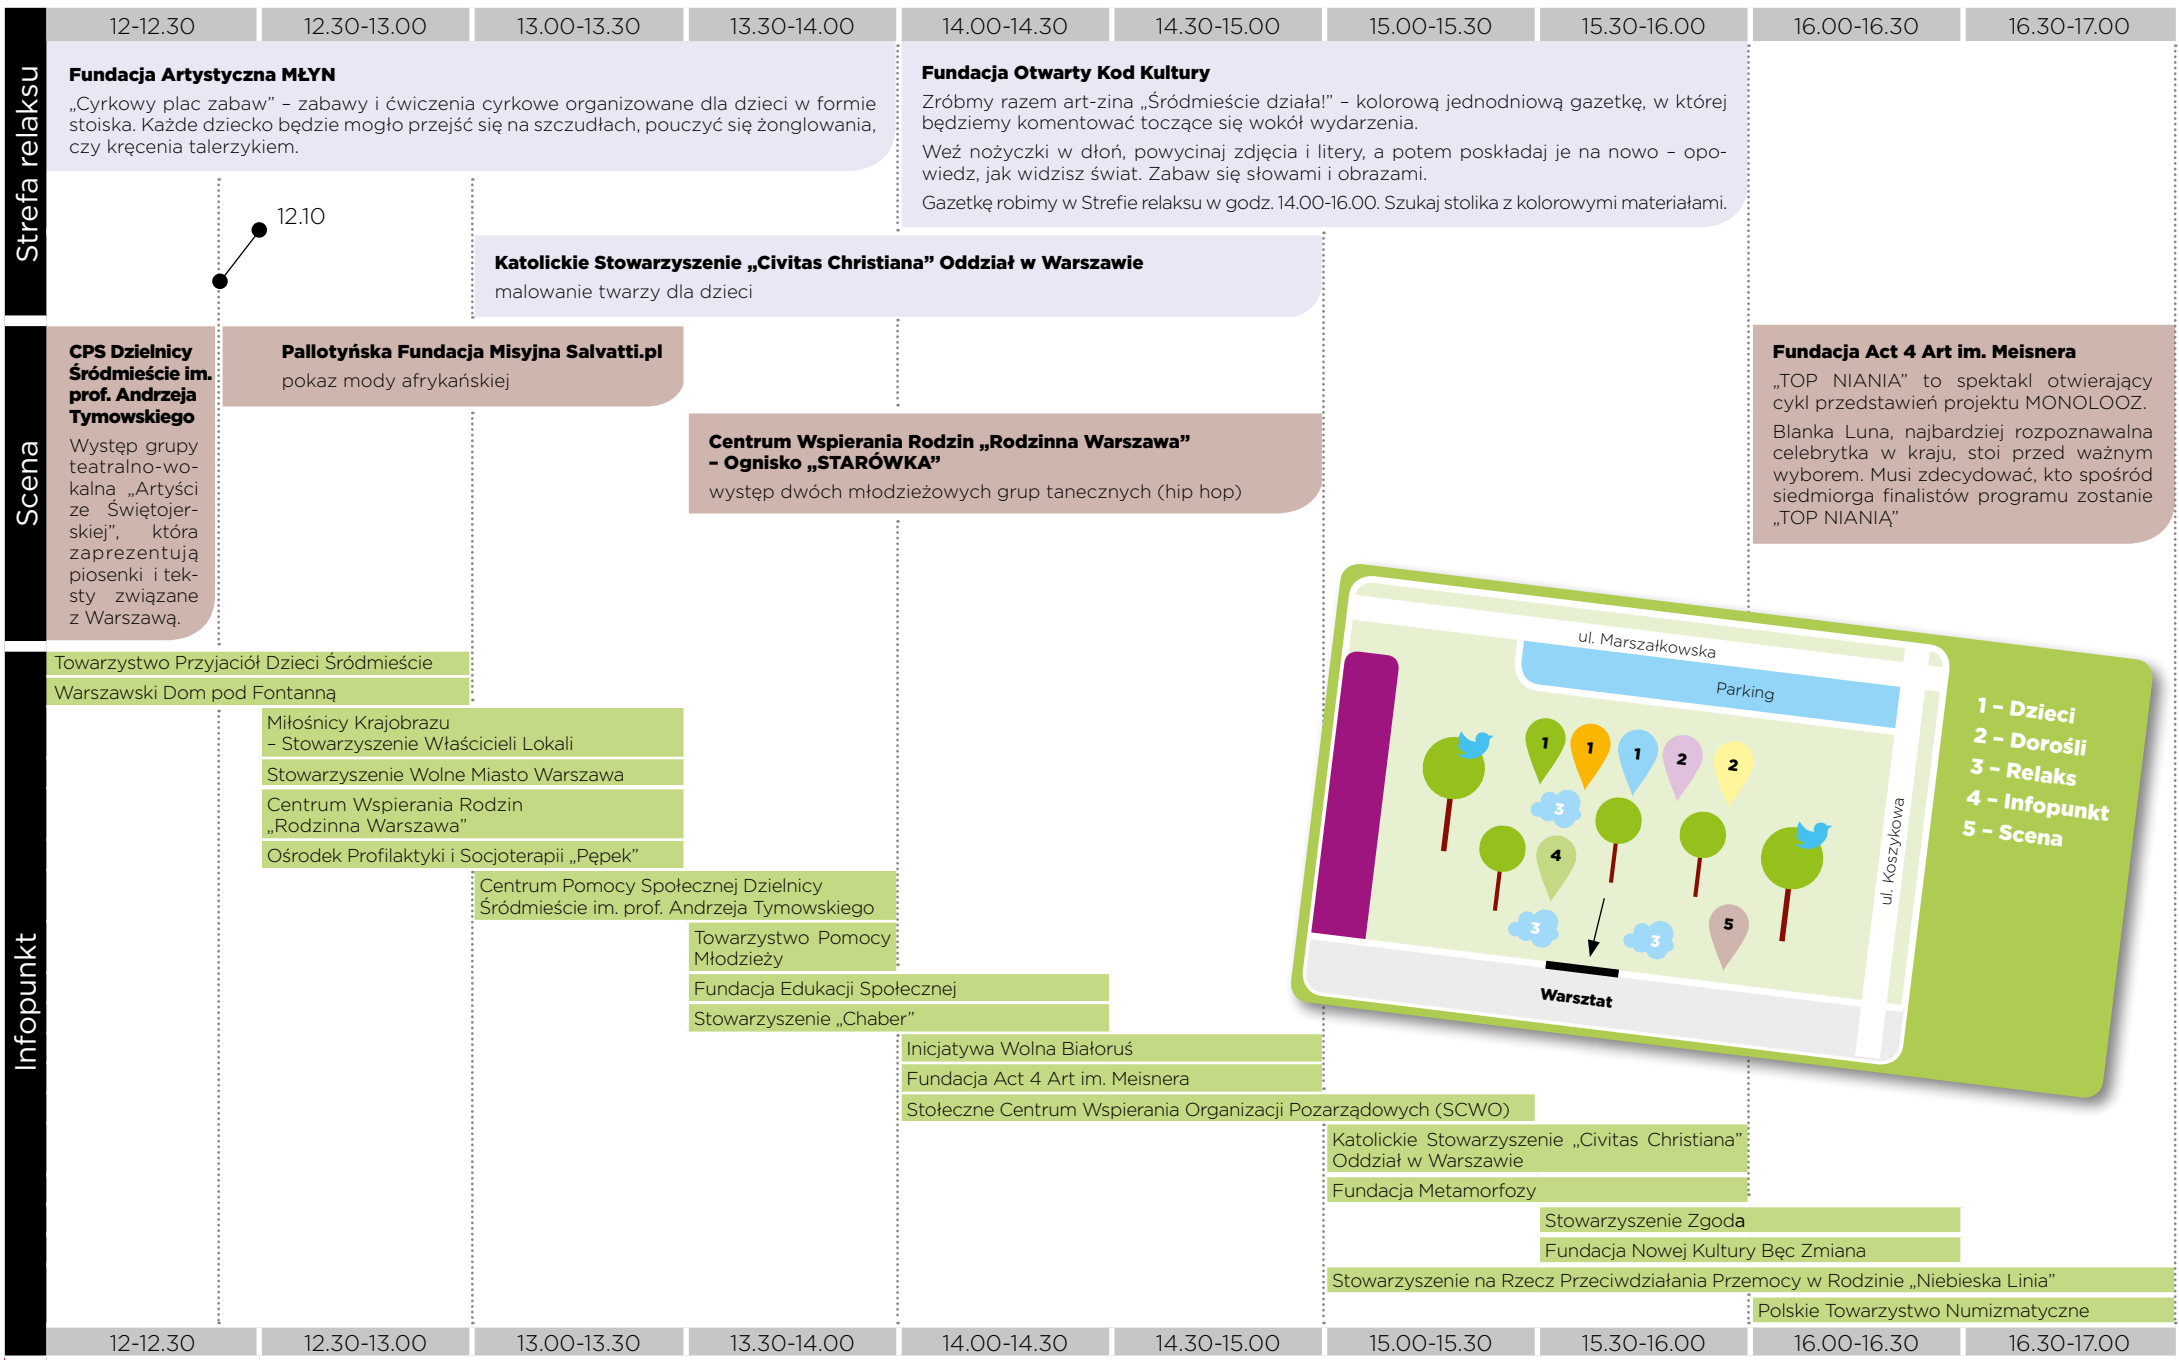 12-12.30 12.30-13.00 13.00-13.30 13.30-14.00 14.00-14.30 14.30-15.00 15.00-15.30 15.30-16.00 16.00-16.30 16.30-17.00
Strefa relaksu
Fundacja Artystyczna MŁYN
„Cyrkowy plac zabaw” – zabawy i ćwiczenia cyrkowe organizowane dla dzieci w formie
stoiska. Każde dziecko będzie mogło przejść się na szczudłach, pouczyć się żonglowania,
czy kręcenia talerzykiem.
Fundacja Otwarty Kod Kultury
Zróbmy razem art-zina „Śródmieście działa!” – kolorową jednodniową gazetkę, w której
będziemy komentować toczące się wokół wydarzenia.
Weź nożyczki w dłoń, powycinaj zdjęcia i litery, a potem poskładaj je na nowo – opo-
wiedz, jak widzisz świat. Zabaw się słowami i obrazami.
Gazetkę robimy w Strefie relaksu w godz. 14.00-16.00. Szukaj stolika z kolorowymi materiałami.
12.10
Katolickie Stowarzyszenie „Civitas Christiana” Oddział w Warszawie
malowanie twarzy dla dzieci
Scena
CPS Dzielnicy
Śródmieście im.
prof. Andrzeja
Tymowskiego
Występ grupy
teatralno-wo-
kalna „Artyści
ze Świętojer-
skiej”, która
zaprezentują
piosenki i tek-
sty związane
z Warszawą.
Pallotyńska Fundacja Misyjna Salvatti.pl
pokaz mody afrykańskiej
Centrum Wspierania Rodzin „Rodzinna Warszawa”
– Ognisko „STARÓWKA”
występ dwóch młodzieżowych grup tanecznych (hip hop)
Fundacja Act 4 Art im. Meisnera
„TOP NIANIA” to spektakl otwierający
cykl przedstawień projektu MONOLOOZ.
Blanka Luna, najbardziej rozpoznawalna
celebrytka w kraju, stoi przed ważnym
wyborem. Musi zdecydować, kto spośród
siedmiorga finalistów programu zostanie
„TOP NIANIĄ”
Infopunkt
Towarzystwo Przyjaciół Dzieci Śródmieście
Warszawski Dom pod Fontanną
Miłośnicy Krajobrazu
– Stowarzyszenie Właścicieli Lokali
Stowarzyszenie Wolne Miasto Warszawa
Centrum Wspierania Rodzin
„Rodzinna Warszawa”
Ośrodek Profilaktyki i Socjoterapii „Pępek”
Centrum Pomocy Społecznej Dzielnicy
Śródmieście im. prof. Andrzeja Tymowskiego
Towarzystwo Pomocy
Młodzieży
Fundacja Edukacji Społecznej
Stowarzyszenie „Chaber”
Inicjatywa Wolna Białoruś
Fundacja Act 4 Art im. Meisnera
Stołeczne Centrum Wspierania Organizacji Pozarządowych (SCWO)
Katolickie Stowarzyszenie „Civitas Christiana”
Oddział w Warszawie
Fundacja Metamorfozy
Stowarzyszenie Zgoda
Fundacja Nowej Kultury Bęc Zmiana
Stowarzyszenie na Rzecz Przeciwdziałania Przemocy w Rodzinie „Niebieska Linia”
Polskie Towarzystwo Numizmatyczne
ul. Marszałkowska
Parking
1 1 1 2 2
3
4
3 3 5
Warsztat
ul. Koszykowa
1 – Dzieci
2 – Dorośli
3 – Relaks
4 – Infopunkt
5 – Scena
12-12.30 12.30-13.00 13.00-13.30 13.30-14.00 14.00-14.30 14.30-15.00 15.00-15.30 15.30-16.00 16.00-16.30 16.30-17.00